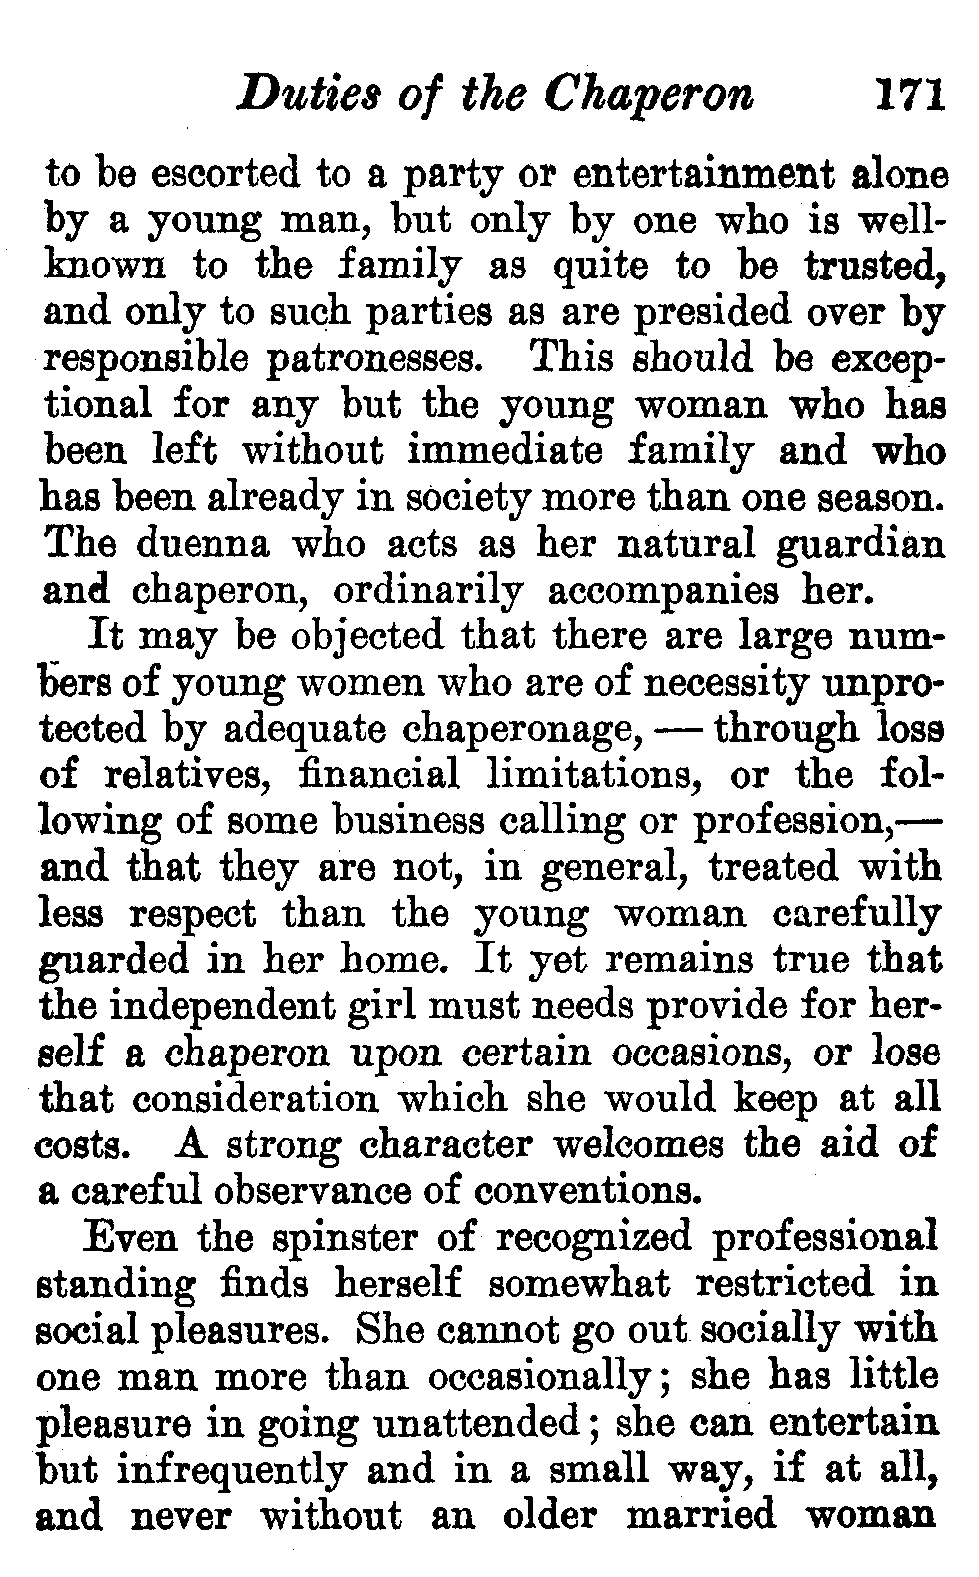 Duties of the Chaperon 171
to be escorted to a party or entertainment alone
by a young man, but only by one who is well-
known to the family as quite to be trusted,
and only to such parties as are presided over by
responsible patronesses. This should be excep-
tional for any but the young woman who has
been left without immediate family and who
has been already in society more than one season.
The duenna who acts as her natural guardian
and chaperon, ordinarily accompanies her.
It may be objected that there are large num-
bers of young women who are of necessity unpro-
tected by adequate chaperonage, — through loss
of relatives, financial limitations, or the fol-
lowing of some business calling or profession,—
and that they are not, in general, treated with
less respect than the young woman carefully
guarded in her home. It yet remains true that
the independent girl must needs provide for her-
self a chaperon upon certain occasions, or lose
that consideration which she would keep at all
costs. A strong character welcomes the aid of
a careful observance of conventions.
Even the spinster of recognized professional
standing finds herself somewhat restricted in
social pleasures. She cannot go out socially with
one man more than occasionally; she has little
pleasure in going unattended; she can entertain
but infrequently and in a small way, if at all,
and never without an older married woman